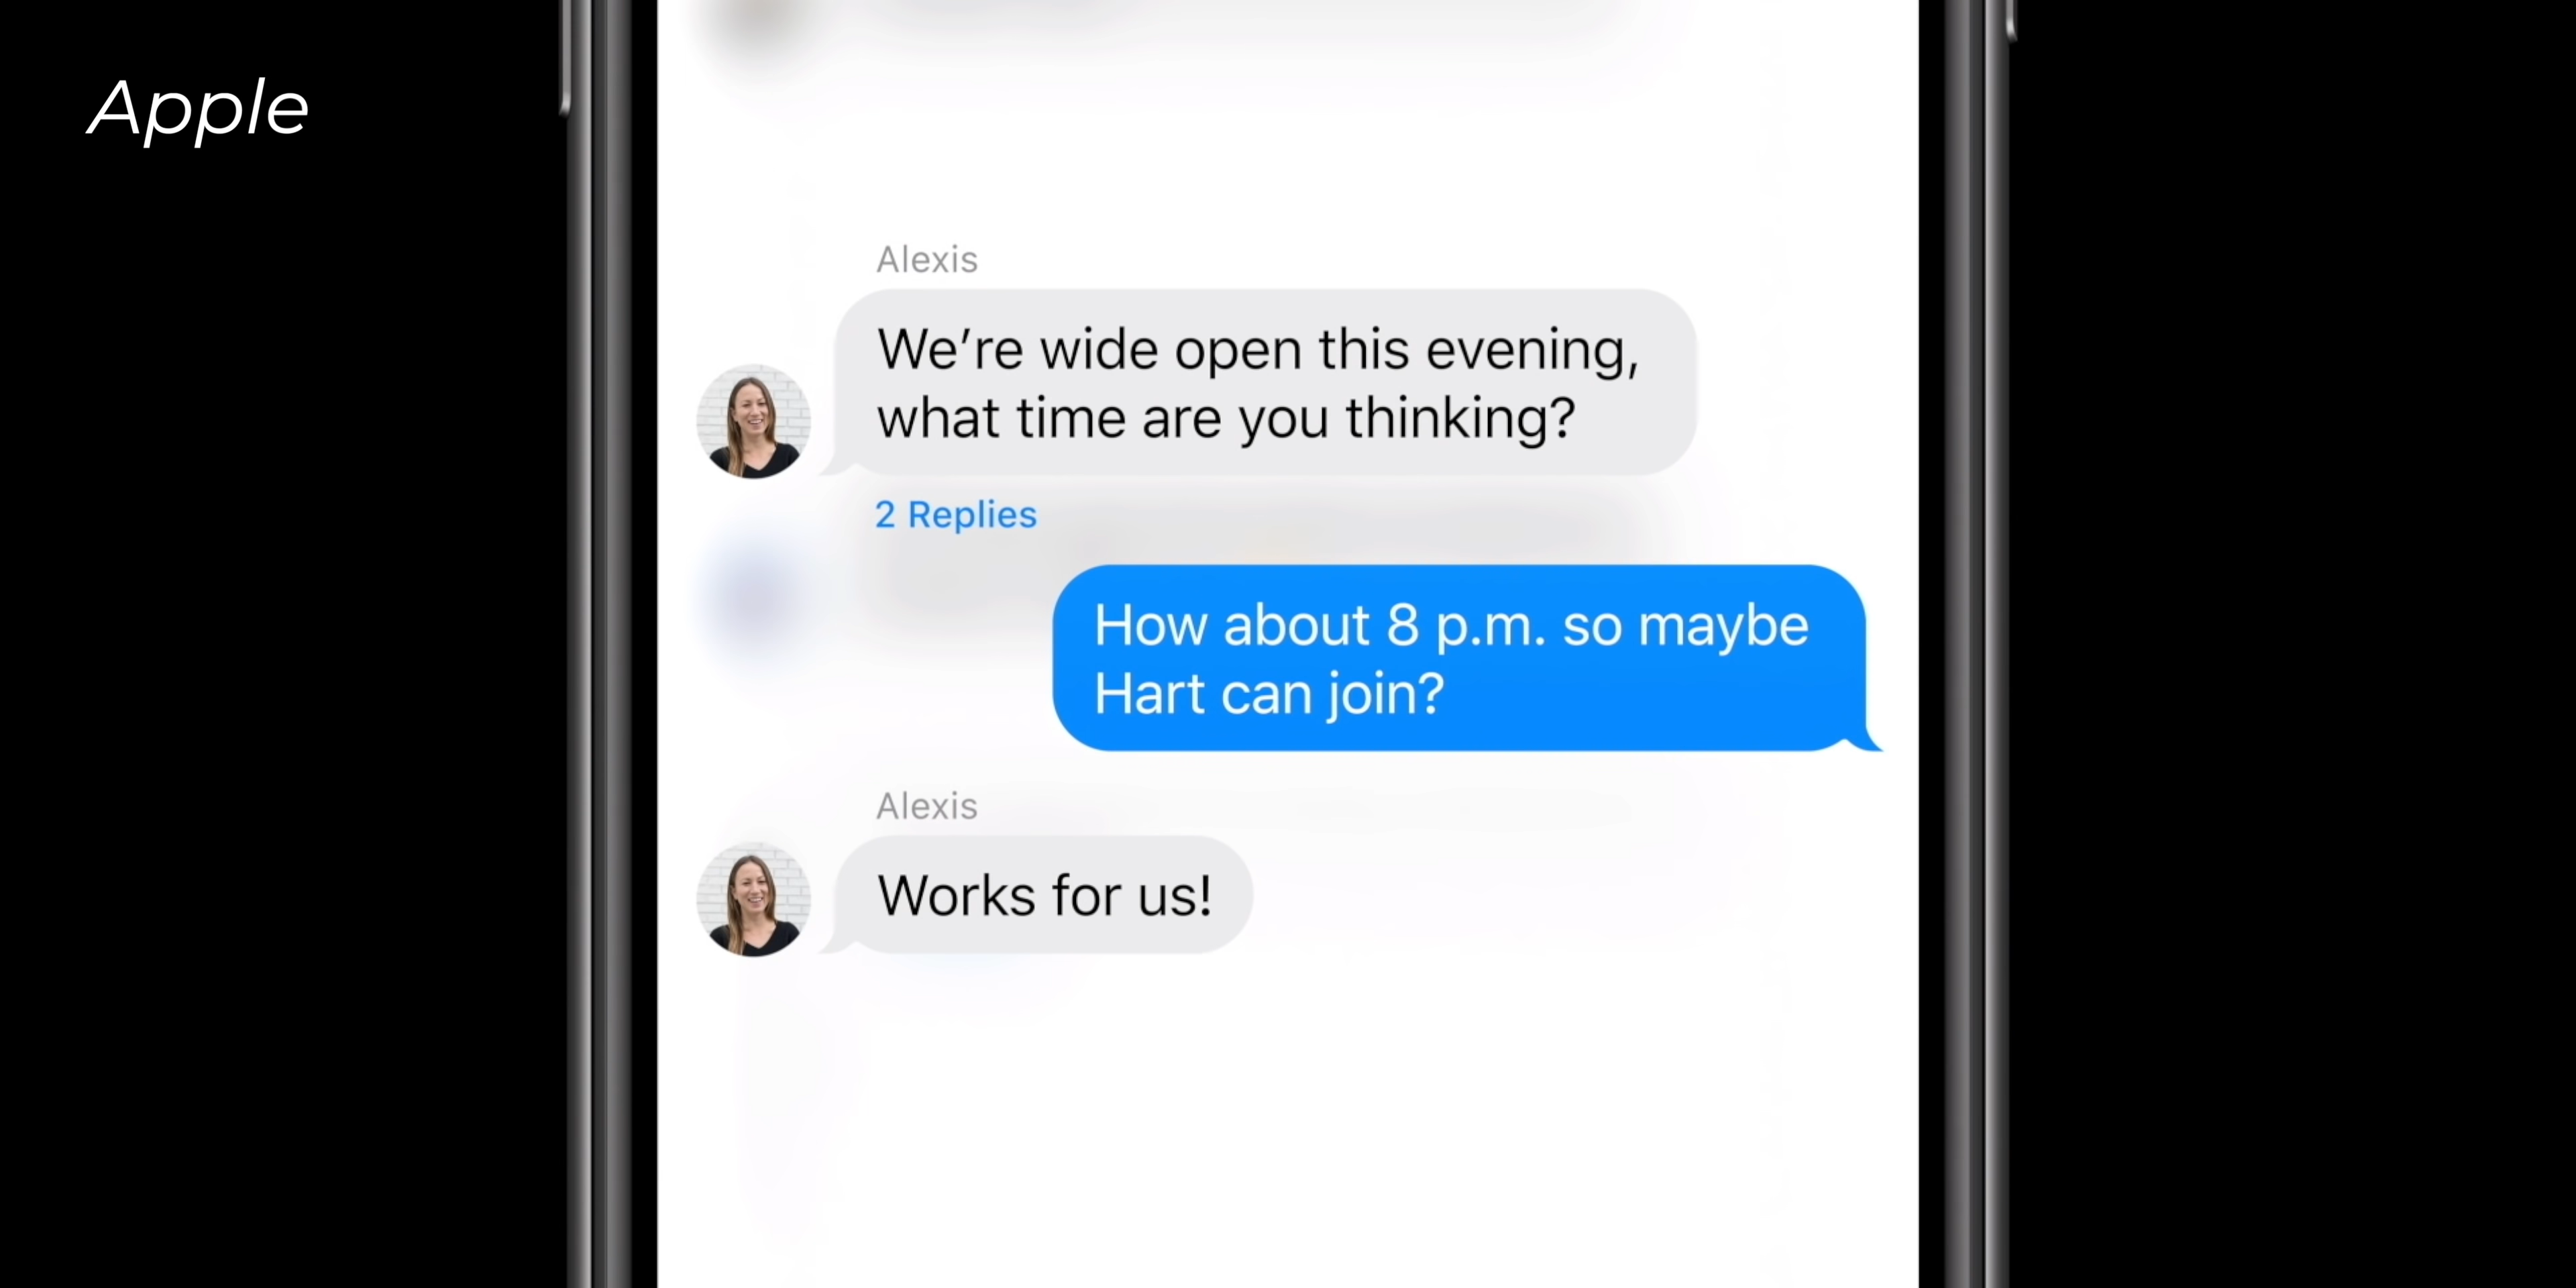 Apple
Alexis
We’re wide open this evening,
what time are you thinking?
2 Replies
How about 8 p.m. so maybe
Hart can join?
Alexis
Works for us!